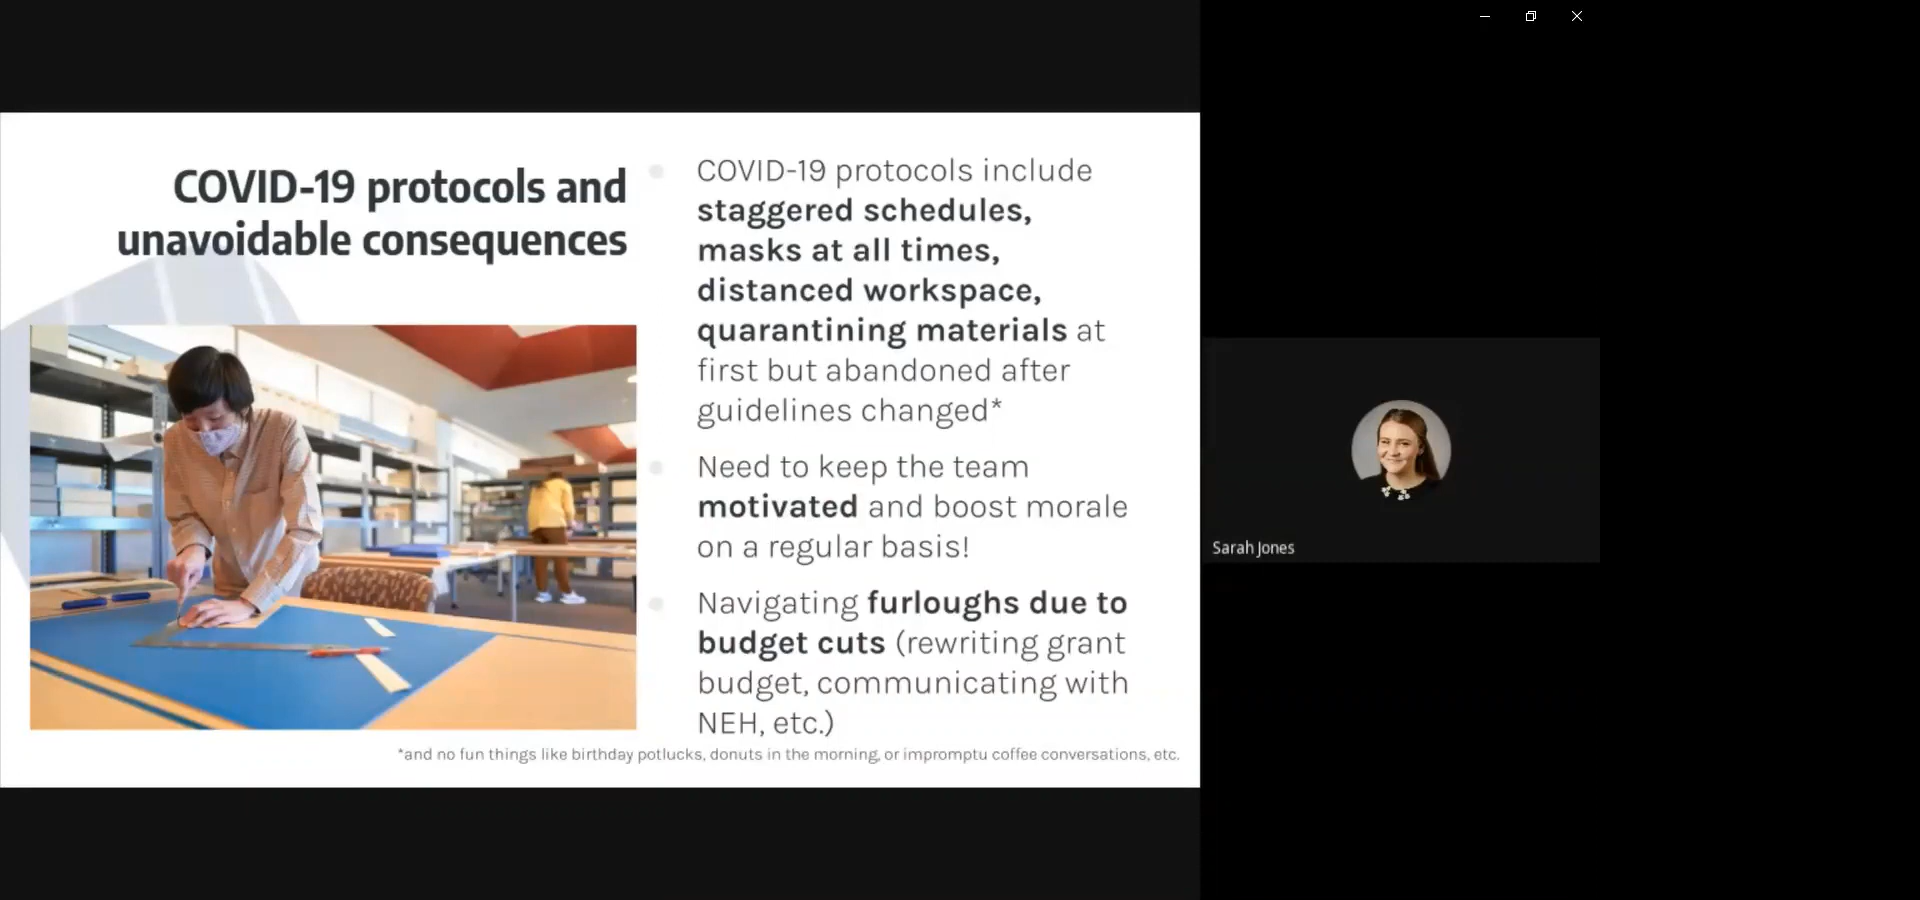 COVID-19 protocols and
unavoidable consequences
COVID-19 protocols include
staggered schedules,
masks at all times,
distanced workspace,
quarantining materials at
first but abandoned after
guidelines changed*
Need to keep the team
motivated and boost morale
on a regular basis!
Navigating furloughs due to
budget cuts (rewriting grant
budget, communicating with
NEH, etc.)
*and no fun things like birthday potlucks, donuts in the morning, or impromptu coffee conversations, etc.
Sarah Jones